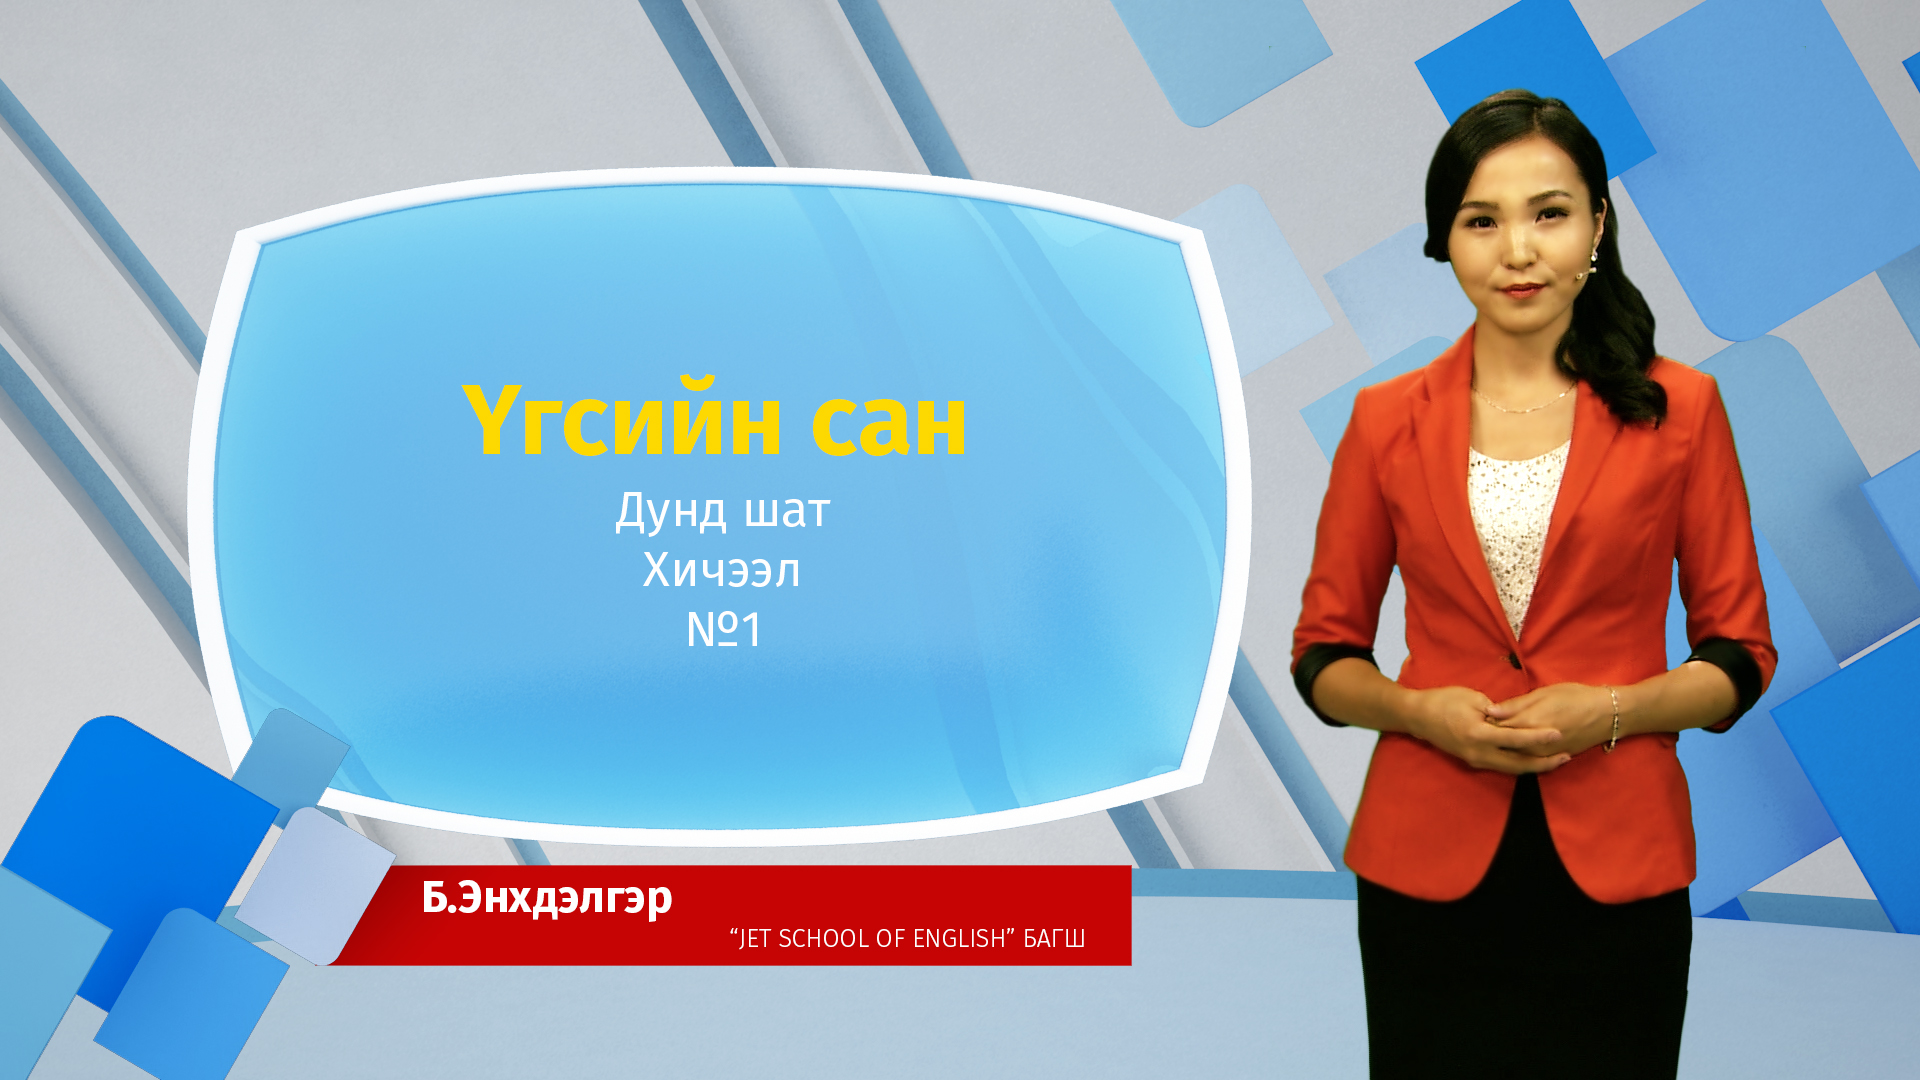 Үгсийн сан
Дунд шат
Хичээл
№1
Б.Энхдэлгэр
“JET SCHOOL OF ENGLISH” БАГШ